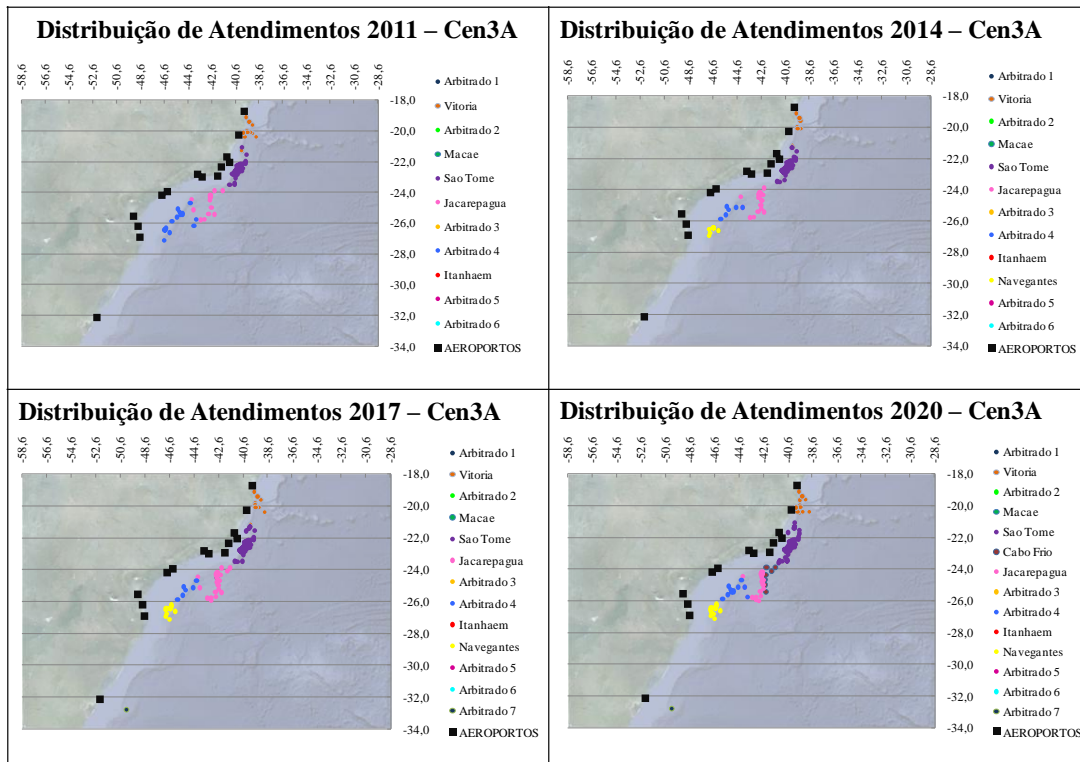 Distribuição de Atendimentos 2011 – Cen3A
-58,6 -56,6 -54,6 -52,6 -50,6 -48,6 -46,6 -44,6 -42,6 -40,6 -38,6 -36,6 -34,6 -32,6 -30,6 -28,6
-18,0
-20,0
-22,0
-24,0
-26,0
-28,0
-30,0
-32,0
-34,0
Arbitrado 1
Vitoria
Arbitrado 2
Macae
Sao Tome
Jacarepagua
Arbitrado 3
Arbitrado 4
Itanhaem
Arbitrado 5
Arbitrado 6
AEROPORTOS
Distribuição de Atendimentos 2014 – Cen3A
-58,6 -56,6 -54,6 -52,6 -50,6 -48,6 -46,6 -44,6 -42,6 -40,6 -38,6 -36,6 -34,6 -32,6 -30,6 -28,6
-18,0
-20,0
-22,0
-24,0
-26,0
-28,0
-30,0
-32,0
-34,0
Arbitrado 1
Vitoria
Arbitrado 2
Macae
Sao Tome
Jacarepagua
Arbitrado 3
Arbitrado 4
Itanhaem
Navegantes
Arbitrado 5
Arbitrado 6
AEROPORTOS
Distribuição de Atendimentos 2017 – Cen3A
-58,6 -56,6 -54,6 -52,6 -50,6 -48,6 -46,6 -44,6 -42,6 -40,6 -38,6 -36,6 -34,6 -32,6 -30,6 -28,6
-18,0
-20,0
-22,0
-24,0
-26,0
-28,0
-30,0
-32,0
-34,0
Arbitrado 1
Vitoria
Arbitrado 2
Macae
Sao Tome
Jacarepagua
Arbitrado 3
Arbitrado 4
Itanhaem
Navegantes
Arbitrado 5
Arbitrado 6
Arbitrado 7
AEROPORTOS
Distribuição de Atendimentos 2020 – Cen3A
-58,6 -56,6 -54,6 -52,6 -50,6 -48,6 -46,6 -44,6 -42,6 -40,6 -38,6 -36,6 -34,6 -32,6 -30,6 -28,6
-18,0
-20,0
-22,0
-24,0
-26,0
-28,0
-30,0
-32,0
-34,0
Arbitrado 1
Vitoria
Arbitrado 2
Macae
Sao Tome
Cabo Frio
Jacarepagua
Arbitrado 3
Arbitrado 4
Itanhaem
Navegantes
Arbitrado 5
Arbitrado 6
Arbitrado 7
AEROPORTOS